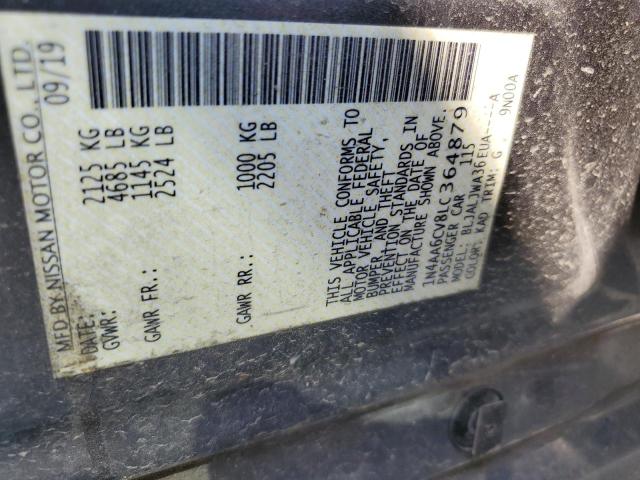 MFD BY NISSAN MOTOR CO., LTD.
DATE: 09/19
GVWR: 2125 KG
4685 LB
GAWR FR.: 1145 KG
2524 LB
GAWR RR.: 1000 KG
2205 LB
THIS VEHICLE CONFORMS TO
ALL APPLICABLE FEDERAL
MOTOR VEHICLE SAFETY,
BUMPER, AND THEFT
PREVENTION STANDARDS IN
EFFECT ON THE DATE OF
MANUFACTURE SHOWN ABOVE.
1N4AA6CV8LC364879
PASSENGER CAR 115
MODEL: BLJALJWA36EUA-----A
COLOR: KAD TRIM: G 9N00A